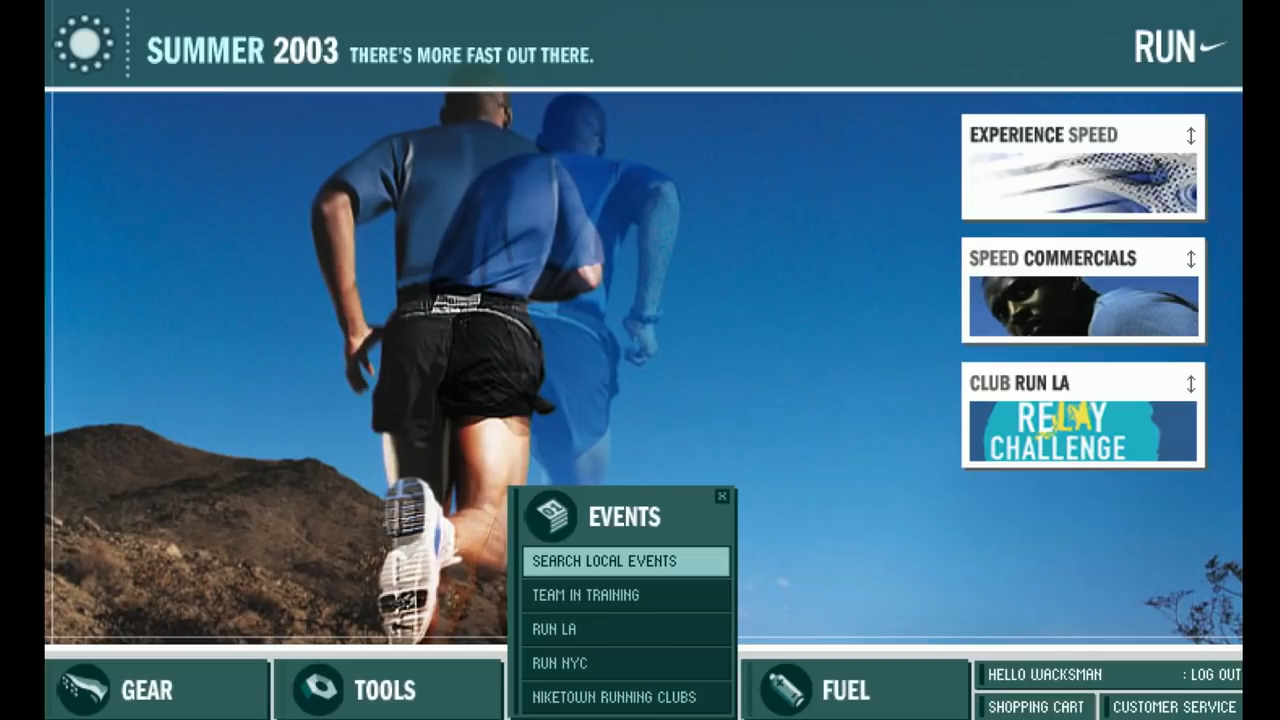 SUMMER 2003 THERE'S MORE FAST OUT THERE.
RUN
EXPERIENCE SPEED
SPEED COMMERCIALS
CLUB RUN LA
RELAY
CHALLENGE
EVENTS
SEARCH LOCAL EVENTS
TEAM IN TRAINING
RUN LA
RUN NYC
NIKETOWN RUNNING CLUBS
GEAR
TOOLS
FUEL
HELLO WACKSMAN : LOG OUT
SHOPPING CART CUSTOMER SERVICE